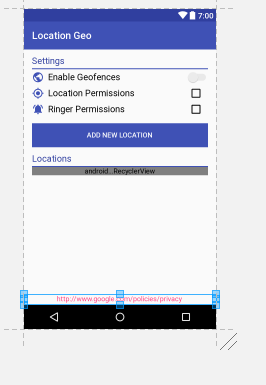 7:00
Location Geo
Settings
Enable Geofences
Location Permissions
Ringer Permissions
ADD NEW LOCATION
Locations
android...RecyclerView
http://www.google.com/policies/privacy